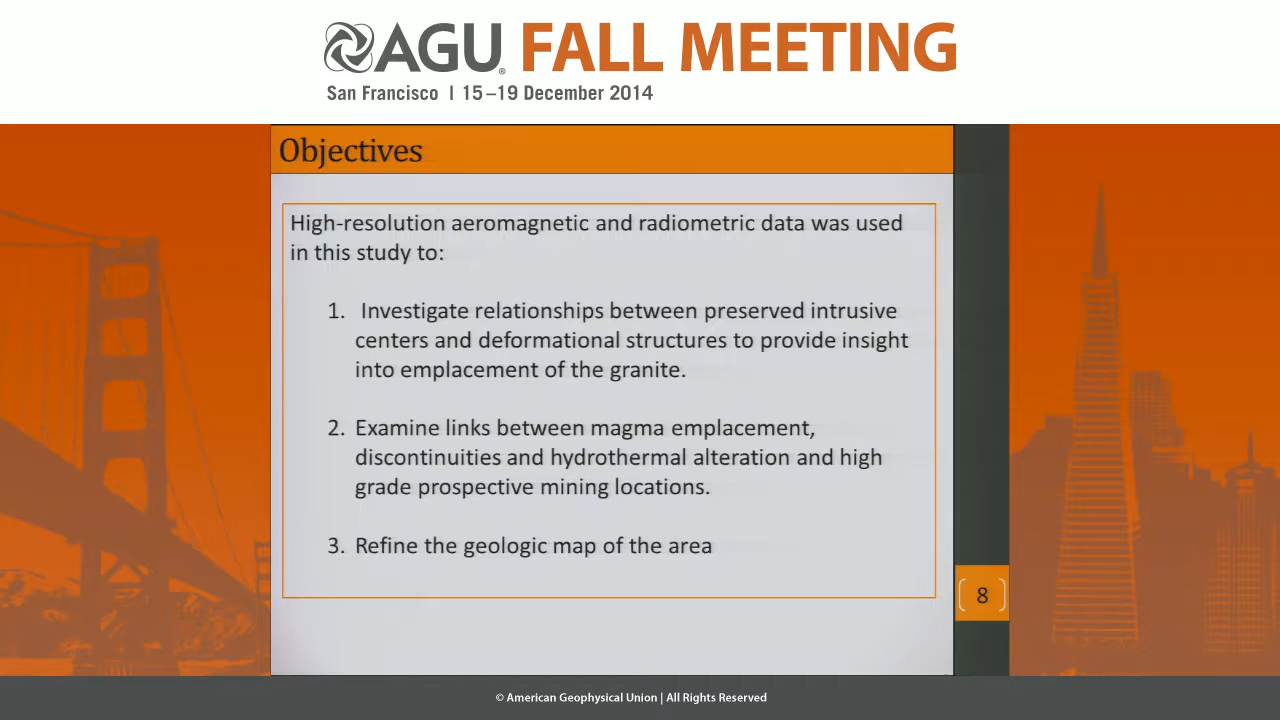 AGU FALL MEETING
San Francisco | 15–19 December 2014
Objectives
High-resolution aeromagnetic and radiometric data was used
in this study to:
1. Investigate relationships between preserved intrusive
centers and deformational structures to provide insight
into emplacement of the granite.
2. Examine links between magma emplacement,
discontinuities and hydrothermal alteration and high
grade prospective mining locations.
3. Refine the geologic map of the area
8
© American Geophysical Union | All Rights Reserved